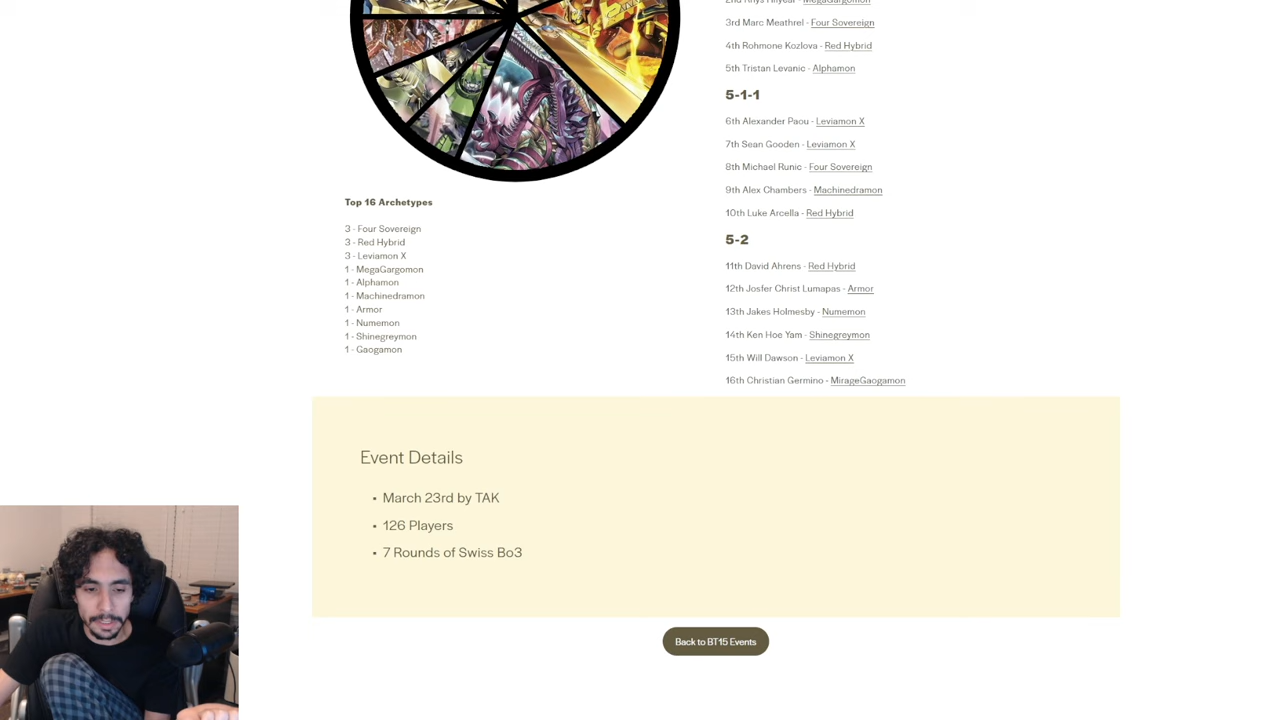 3rd Marc Meathrel - Four Sovereign
4th Rohmone Kozlova - Red Hybrid
5th Tristan Levanic - Alphamon
5-1-1
6th Alexander Paou - Leviamon X
7th Sean Gooden - Leviamon X
8th Michael Runic - Four Sovereign
9th Alex Chambers - Machinedramon
10th Luke Arcella - Red Hybrid
5-2
11th David Ahrens - Red Hybrid
12th Josfer Christ Lumapas - Armor
13th Jakes Holmesby - Numemon
14th Ken Hoe Yam - Shinegreymon
15th Will Dawson - Leviamon X
16th Christian Germino - MirageGaogamon
Top 16 Archetypes
3 - Four Sovereign
3 - Red Hybrid
3 - Leviamon X
1 - MegaGargomon
1 - Alphamon
1 - Machinedramon
1 - Armor
1 - Numemon
1 - Shinegreymon
1 - Gaogamon
Event Details
• March 23rd by TAK
• 126 Players
• 7 Rounds of Swiss Bo3
Back to BT15 Events